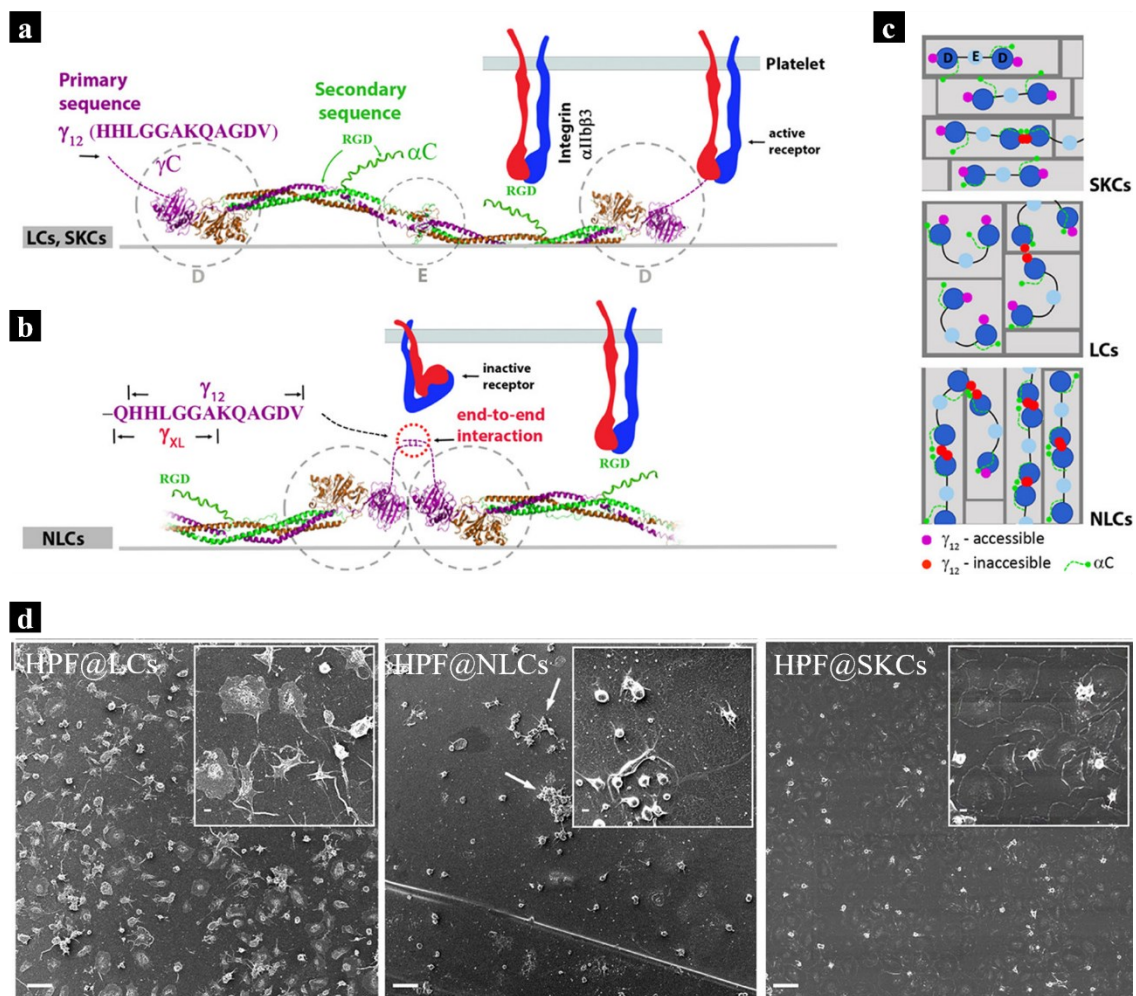 a
Primary
sequence
γ12 (HHLGGAKQAGDV)
γC
Secondary
sequence
RGD
αC
Integrin
αIIbβ3
Platelet
active
receptor
RGD
LCs, SKCs
D
E
D
b
γ12
–QHHLGGAKQAGDV
γXL
inactive
receptor
end-to-end
interaction
RGD
RGD
NLCs
c
D E D
SKCs
LCs
NLCs
γ12 - accessible
γ12 - inaccesible
αC
d
HPF@LCs
HPF@NLCs
HPF@SKCs